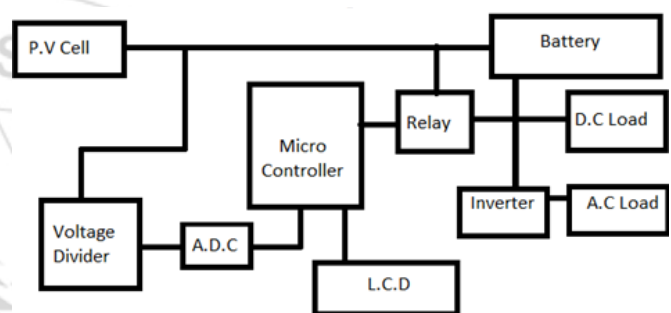 P.V Cell
Battery
Micro
Controller
Relay
D.C Load
Voltage
Divider
A.D.C
Inverter
A.C Load
L.C.D